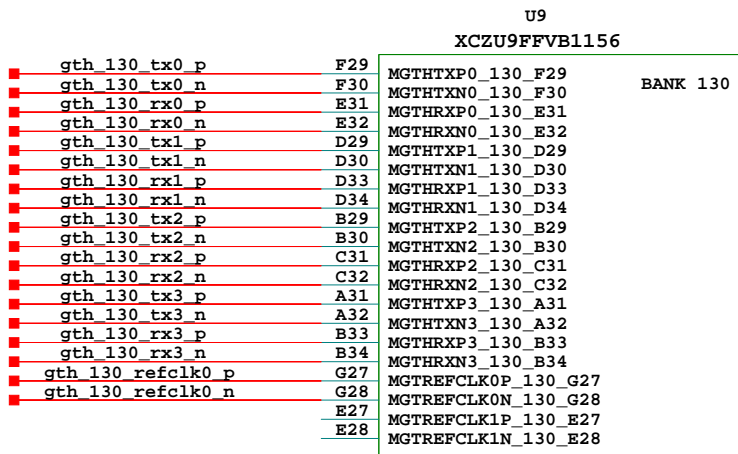 U9
XCZU9FFVB1156
BANK 130
gth_130_tx0_p F29 MGTHTXP0_130_F29
gth_130_tx0_n F30 MGTHTXN0_130_F30
gth_130_rx0_p E31 MGTHRXP0_130_E31
gth_130_rx0_n E32 MGTHRXN0_130_E32
gth_130_tx1_p D29 MGTHTXP1_130_D29
gth_130_tx1_n D30 MGTHTXN1_130_D30
gth_130_rx1_p D33 MGTHRXP1_130_D33
gth_130_rx1_n D34 MGTHRXN1_130_D34
gth_130_tx2_p B29 MGTHTXP2_130_B29
gth_130_tx2_n B30 MGTHTXN2_130_B30
gth_130_rx2_p C31 MGTHRXP2_130_C31
gth_130_rx2_n C32 MGTHRXN2_130_C32
gth_130_tx3_p A31 MGTHTXP3_130_A31
gth_130_tx3_n A32 MGTHTXN3_130_A32
gth_130_rx3_p B33 MGTHRXP3_130_B33
gth_130_rx3_n B34 MGTHRXN3_130_B34
gth_130_refclk0_p G27 MGTREFCLK0P_130_G27
gth_130_refclk0_n G28 MGTREFCLK0N_130_G28
E27 MGTREFCLK1P_130_E27
E28 MGTREFCLK1N_130_E28